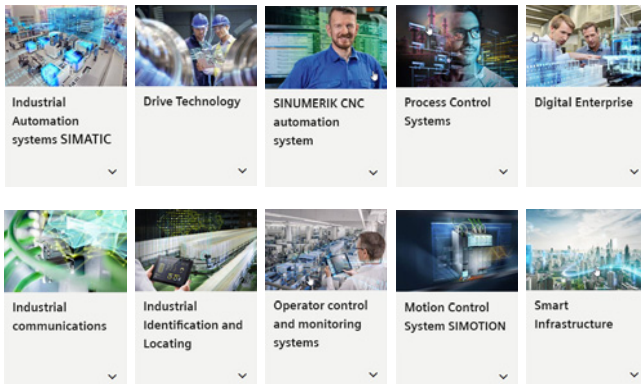 Industrial
Automation
systems SIMATIC
Drive Technology
SINUMERIK CNC
automation
system
Process Control
Systems
Digital Enterprise
Industrial
communications
Industrial
Identification and
Locating
Operator control
and monitoring
systems
Motion Control
System SIMOTION
Smart
Infrastructure